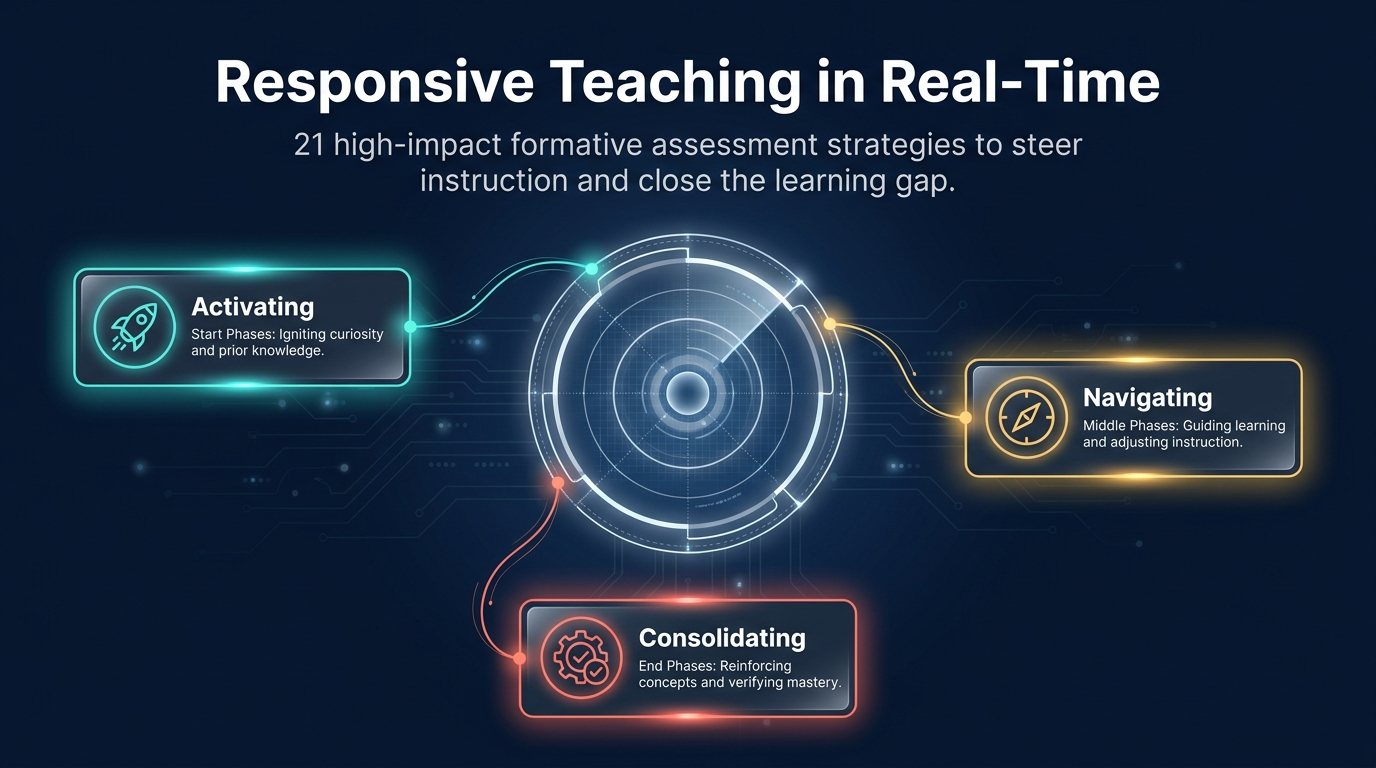 Responsive Teaching in Real-Time
21 high-impact formative assessment strategies to steer
instruction and close the learning gap.
Activating
Start Phases: Igniting curiosity
and prior knowledge.
Navigating
Middle Phases: Guiding learning
and adjusting instruction.
Consolidating
End Phases: Reinforcing
concepts and verifying mastery.